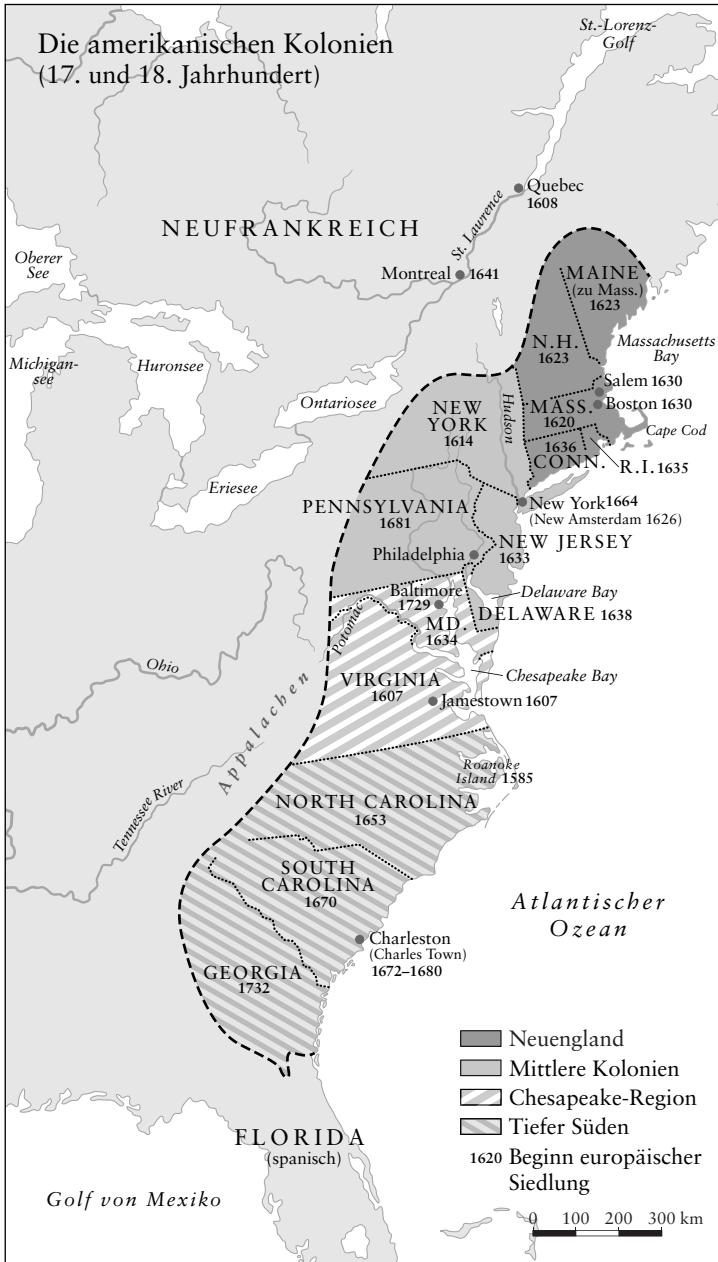 Die amerikanischen Kolonien
(17. und 18. Jahrhundert)
St.-Lorenz-
Golf
Quebec
1608
NEUFRANKREICH
St. Lawrence
Oberer
See
Montreal 1641
MAINE
(zu Mass.)
1623
Michigan-
see
Huronsee
N.H.
1623
Massachusetts
Bay
Ontariosee
Salem 1630
MASS.
1620
Boston 1630
NEW
YORK
1614
Hudson
Cape Cod
1636
CONN.
R.I. 1635
Eriesee
PENNSYLVANIA
1681
New York 1664
(New Amsterdam 1626)
Philadelphia
NEW JERSEY
1633
Baltimore
1729
Delaware Bay
DELAWARE 1638
MD.
1634
Potomac
Ohio
Chesapeake Bay
VIRGINIA
1607
Jamestown 1607
Appalachen
Roanoke
Island 1585
Tennessee River
NORTH CAROLINA
1653
SOUTH
CAROLINA
1670
Atlantischer
Ozean
Charleston
(Charles Town)
1672–1680
GEORGIA
1732
Neuengland
Mittlere Kolonien
Chesapeake-Region
Tiefer Süden
1620 Beginn europäischer
Siedlung
FLORIDA
(spanisch)
Golf von Mexiko
0 100 200 300 km